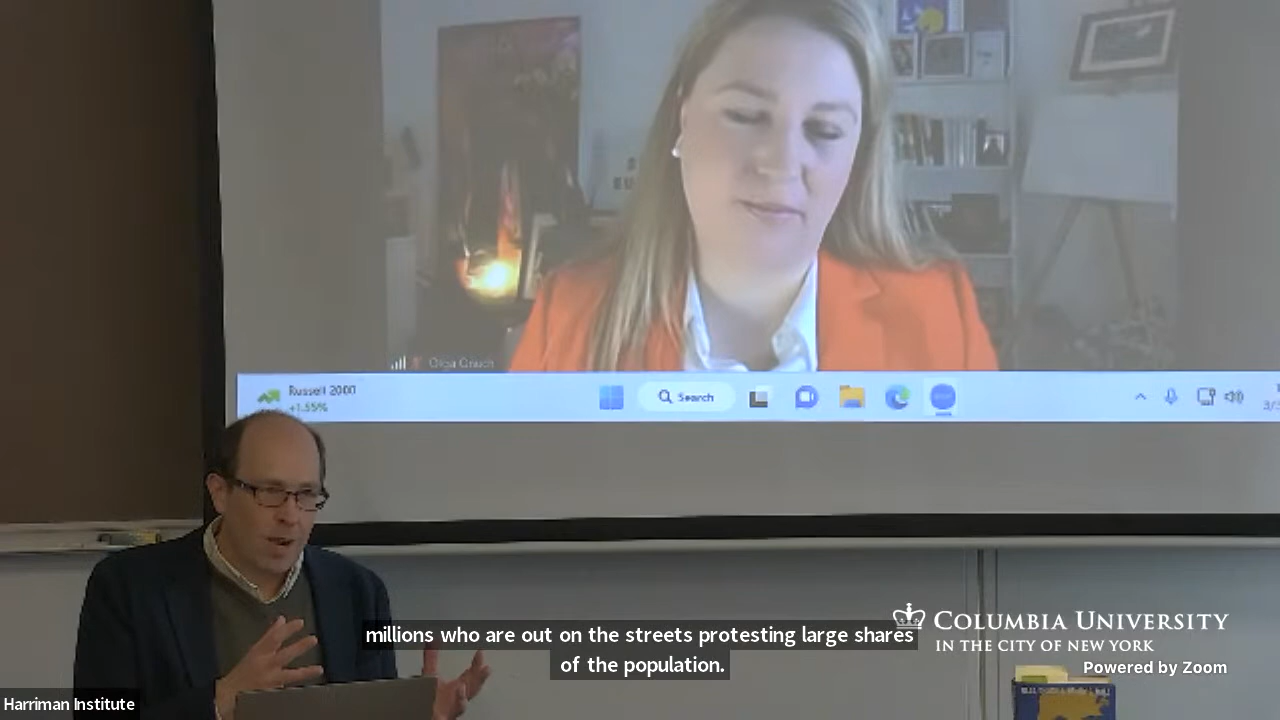 Russell 2000
+1.55%
Search
millions who are out on the streets protesting large shares
of the population.
COLUMBIA UNIVERSITY
IN THE CITY OF NEW YORK
Powered by Zoom
Harriman Institute